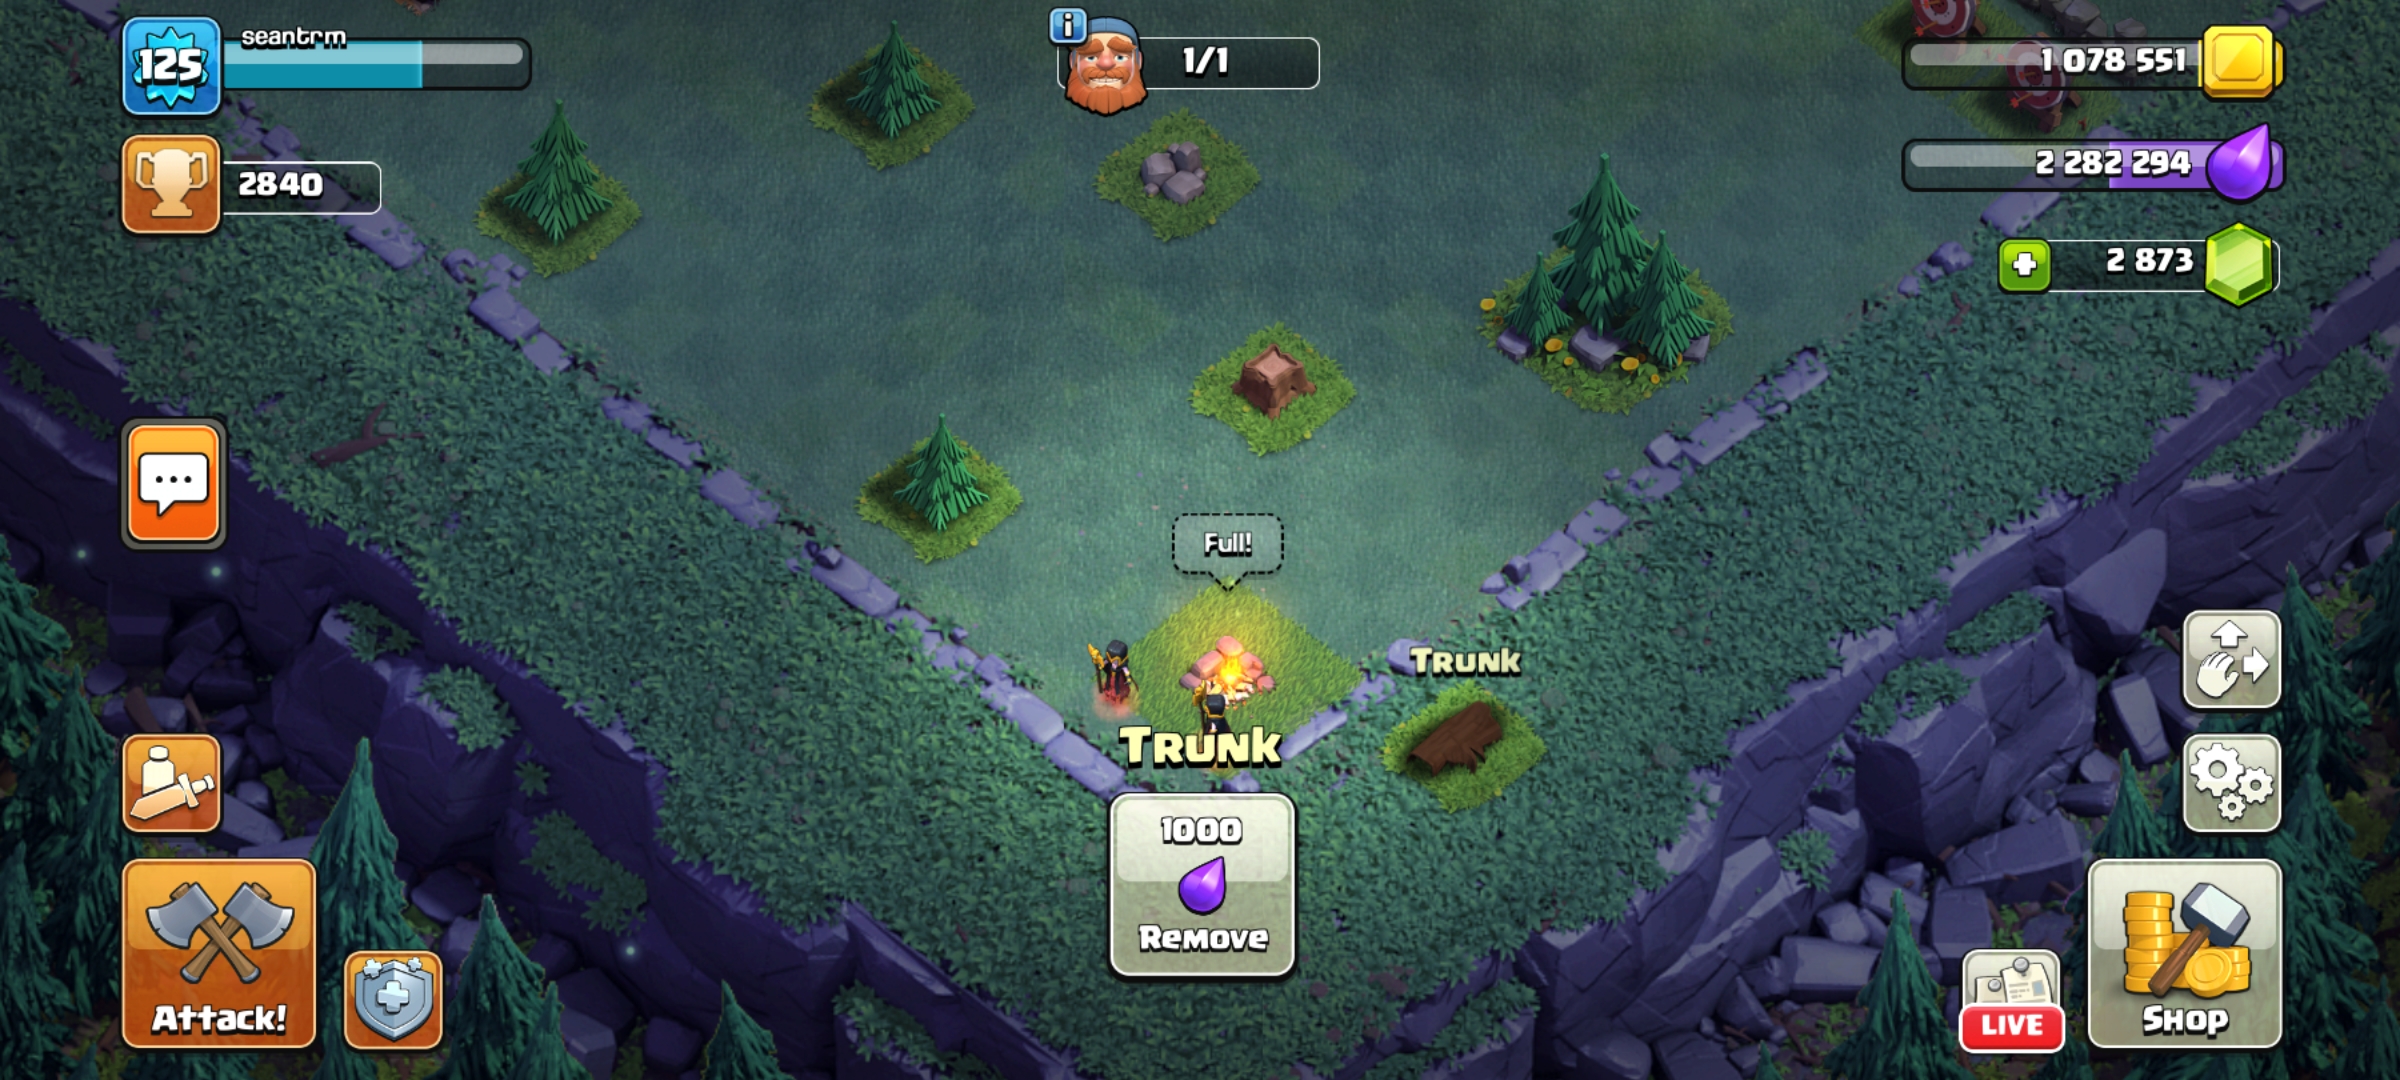 125
seantrm
1/1
1 078 551
2840
2 282 294
2 873
Full!
Trunk
Trunk
1000
Remove
Attack!
LIVE
Shop